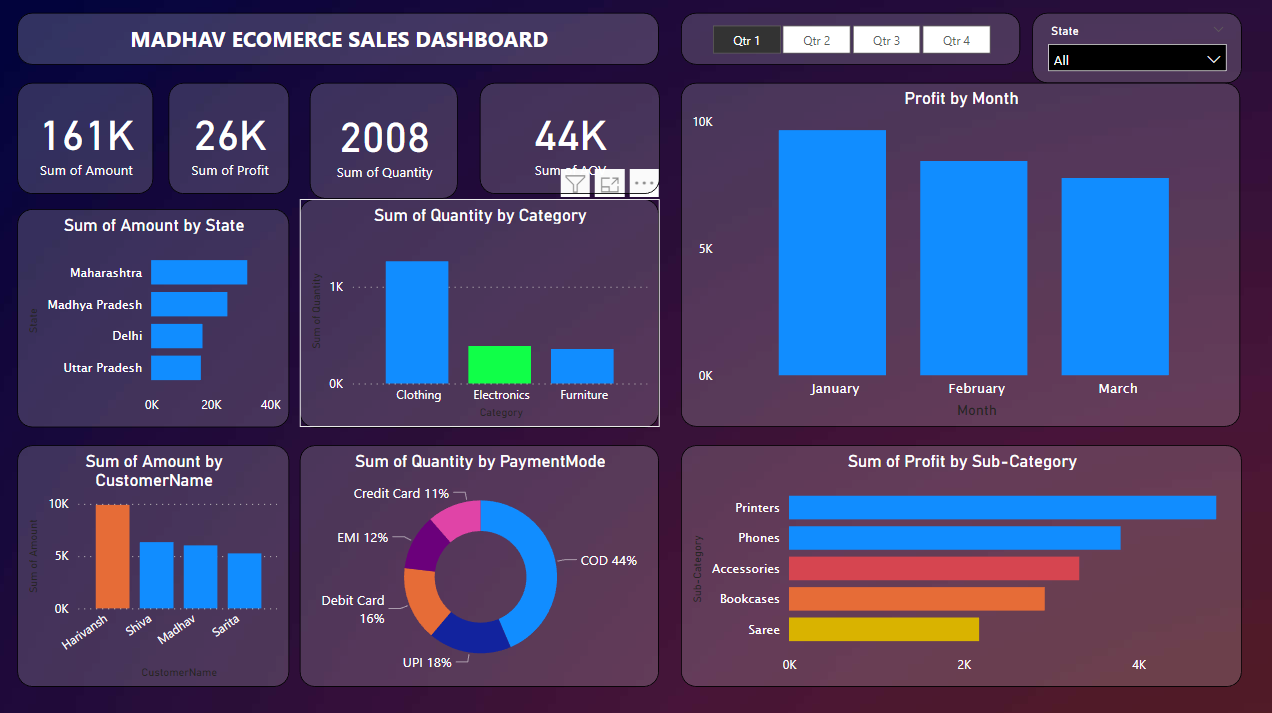 MADHAV ECOMERCE SALES DASHBOARD
Qtr 1 Qtr 2 Qtr 3 Qtr 4
State
All
161K
Sum of Amount
26K
Sum of Profit
2008
Sum of Quantity
44K
Sum of AOV
Profit by Month
10K
5K
0K
January February March
Month
Sum of Amount by State
State
Maharashtra
Madhya Pradesh
Delhi
Uttar Pradesh
0K 20K 40K
Sum of Quantity by Category
Sum of Quantity
1K
0K
Clothing Electronics Furniture
Category
Sum of Amount by
CustomerName
Sum of Amount
10K
5K
0K
Harivansh Shiva Madhav Sarita
CustomerName
Sum of Quantity by PaymentMode
Credit Card 11%
EMI 12%
COD 44%
Debit Card
16%
UPI 18%
Sum of Profit by Sub-Category
Sub-Category
Printers
Phones
Accessories
Bookcases
Saree
0K 2K 4K